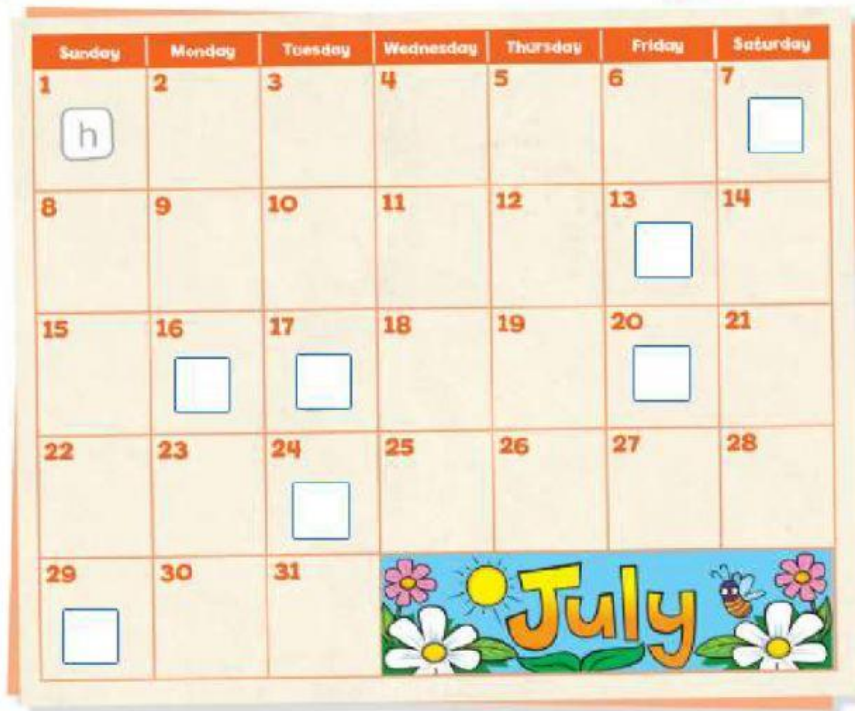 Sunday Monday Tuesday Wednesday Thursday Friday Saturday
1 2 3 4 5 6 7
h
8 9 10 11 12 13 14
15 16 17 18 19 20 21
22 23 24 25 26 27 28
29 30 31
July